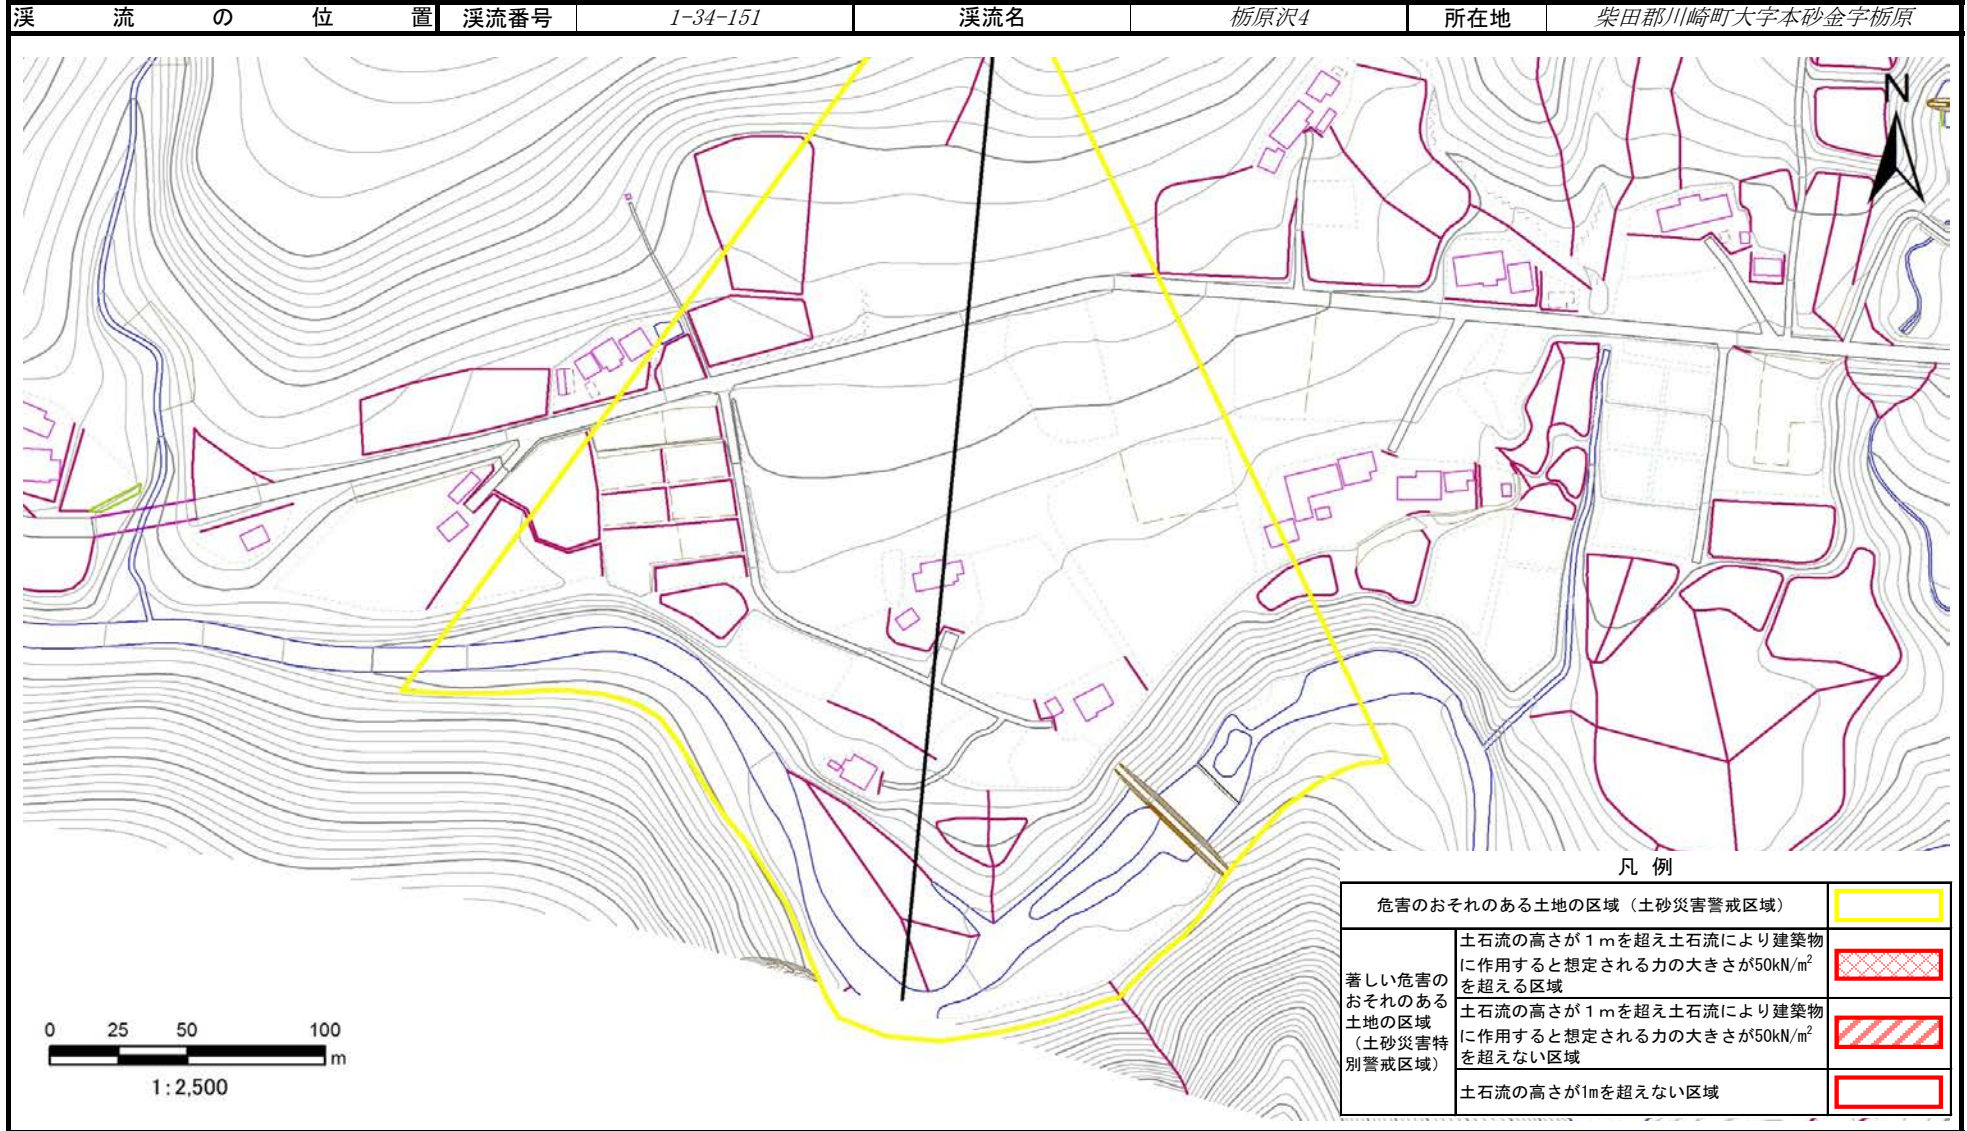 渓流の位置 渓流番号 1-34-151 渓流名 栃原沢4 所在地 柴田郡川崎町大字本砂金字栃原
N
凡 例
危害のおそれのある土地の区域（土砂災害警戒区域）
著しい危害の
おそれのある
土地の区域
（土砂災害特
別警戒区域）
土石流の高さが１ｍを超え土石流により建築物
に作用すると想定される力の大きさが50kN/m²
を超える区域
土石流の高さが１ｍを超え土石流により建築物
に作用すると想定される力の大きさが50kN/m²
を超えない区域
土石流の高さが1mを超えない区域
0 25 50 100
m
1:2,500